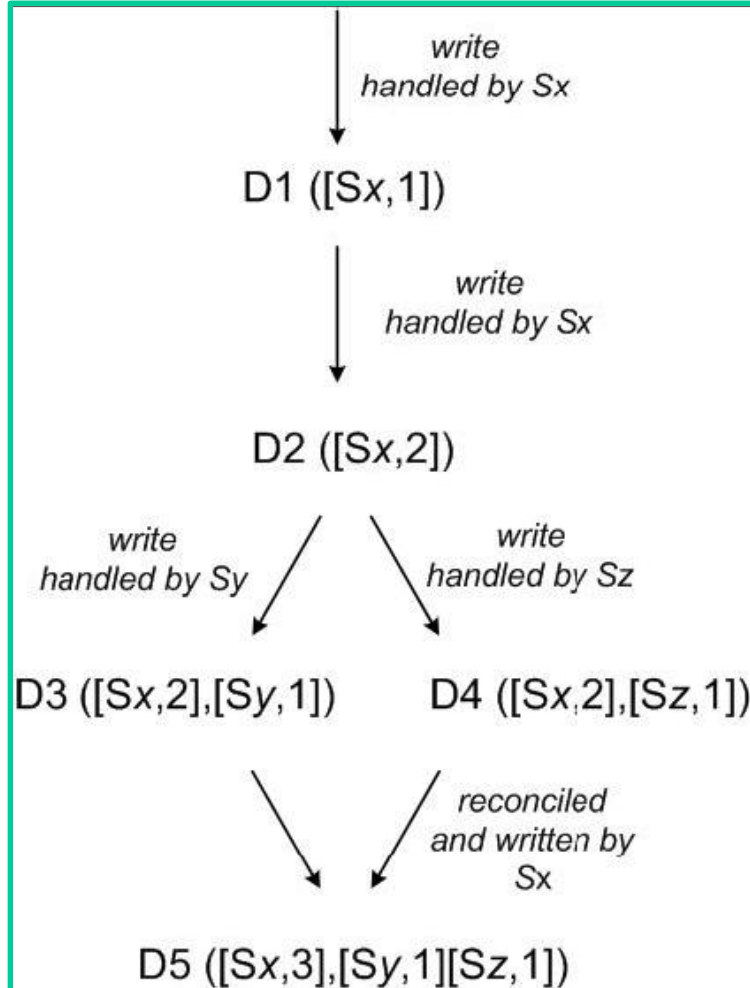 write
handled by Sx
D1 ([Sx,1])
write
handled by Sx
D2 ([Sx,2])
write
handled by Sy
write
handled by Sz
D3 ([Sx,2],[Sy,1])
D4 ([Sx,2],[Sz,1])
reconciled
and written by
Sx
D5 ([Sx,3],[Sy,1][Sz,1])